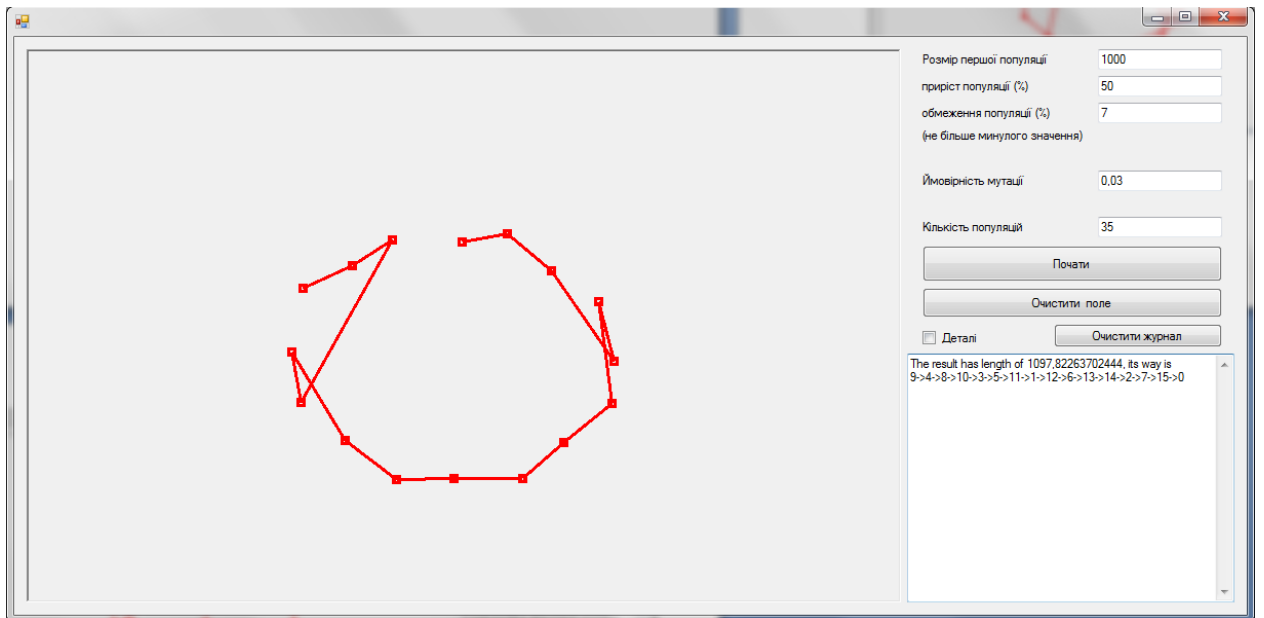 Розмір першої популяції 1000
приріст популяції (%) 50
обмеження популяції (%) 7
(не більше минулого значення)
Ймовірність мутації 0,03
Кількість популяцій 35
Почати
Очистити поле
Деталі Очистити журнал
The result has length of 1097,82263702444, its way is
9->4->8->10->3->5->11->1->12->6->13->14->2->7->15->0